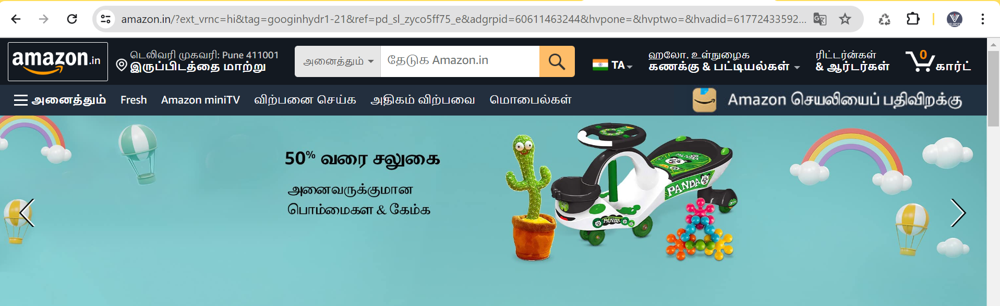 amazon.in/?ext_vrnc=hi&tag=googinhydr1-21&ref=pd_sl_zyco5ff75_e&adgrpid=60611463244&hvpone=&hvptwo=&hvadid=61772433592...
amazon.in
டெலிவரி முகவரி: Pune 411001
இருப்பிடத்தை மாற்று
அனைத்தும்
தேடுக Amazon.in
TA
ஹலோ. உள்நுழைக
கணக்கு & பட்டியல்கள்
ரிட்டர்ன்கள்
& ஆர்டர்கள்
0
கார்ட்
அனைத்தும் Fresh Amazon miniTV விற்பனை செய்க அதிகம் விற்பவை மொபைல்கள்
Amazon செயலியைப் பதிவிறக்கு
50% வரை சலுகை
அனைவருக்குமான
பொம்மைகள & கேம்க
PANDA
PANDA
PANDA
VELOCITY